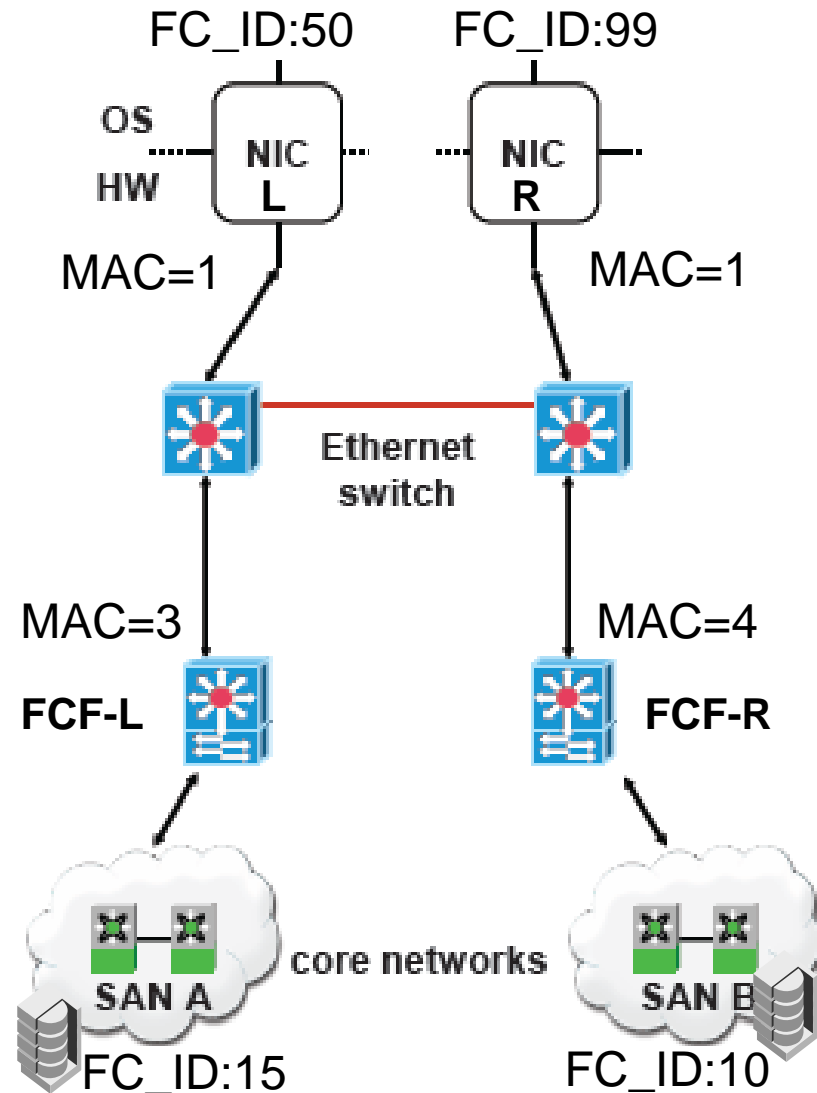 FC_ID:50
FC_ID:99
OS
HW
NIC
L
NIC
R
MAC=1
MAC=1
Ethernet
switch
MAC=3
MAC=4
FCF-L
FCF-R
core networks
SAN A
SAN B
FC_ID:15
FC_ID:10